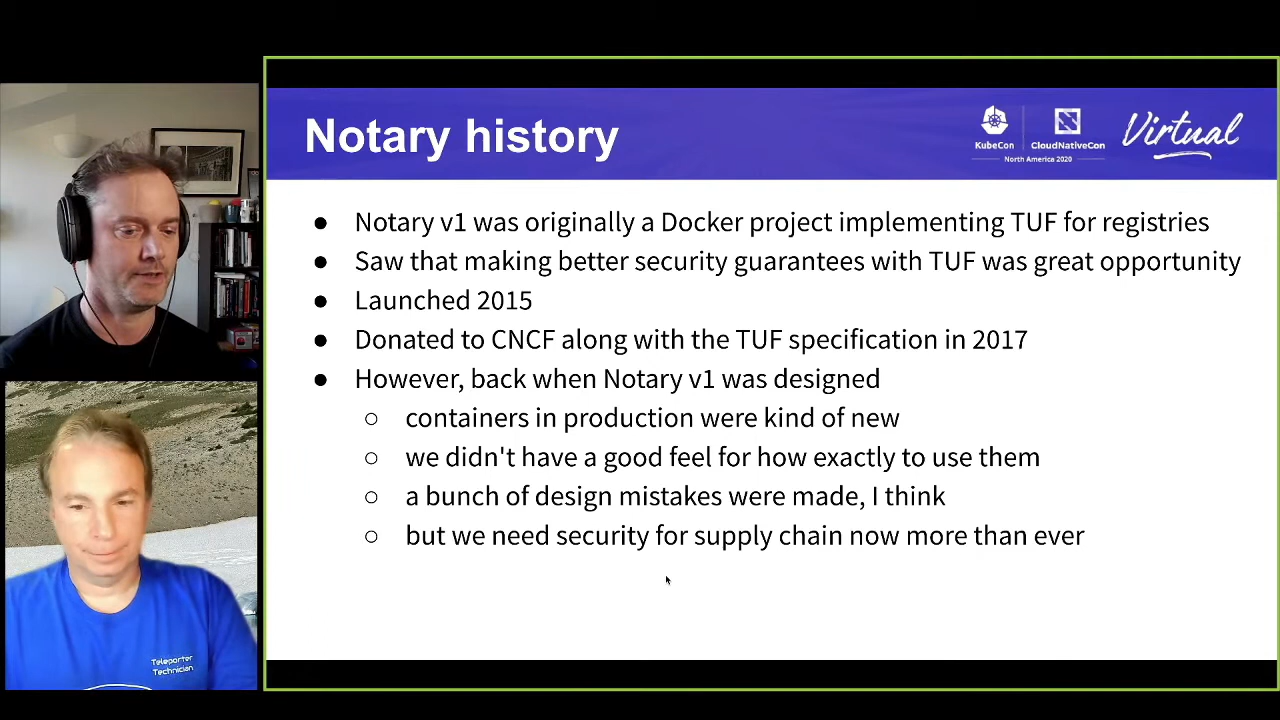 Notary history
KubeCon
CloudNativeCon
North America 2020
Virtual
● Notary v1 was originally a Docker project implementing TUF for registries
● Saw that making better security guarantees with TUF was great opportunity
● Launched 2015
● Donated to CNCF along with the TUF specification in 2017
● However, back when Notary v1 was designed
○ containers in production were kind of new
○ we didn't have a good feel for how exactly to use them
○ a bunch of design mistakes were made, I think
○ but we need security for supply chain now more than ever
Teleporter
Technician